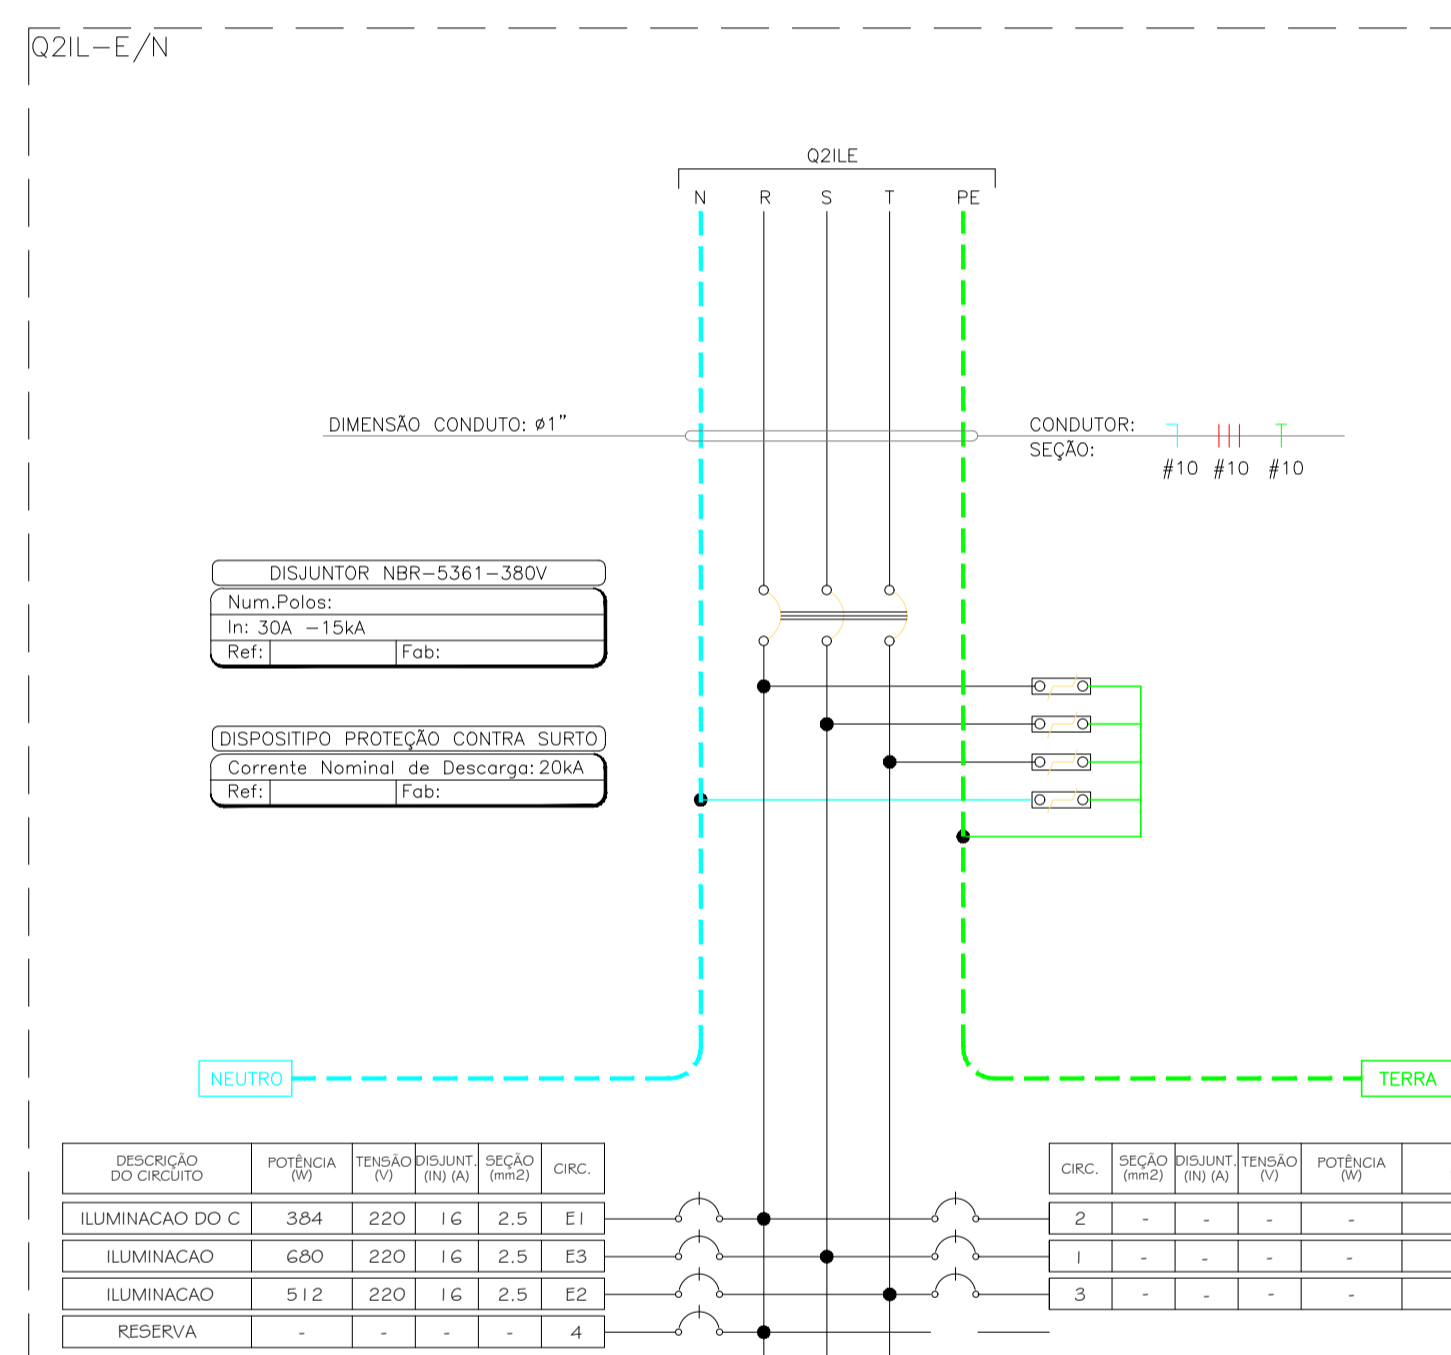 Q2IL-E/N
Q2ILE
N R S T PE
DIMENSÃO CONDUTO: ø1"
CONDUTOR:
SEÇÃO:
#10 #10 #10
DISJUNTOR NBR-5361-380V
Num.Polos:
In: 30A -15kA
Ref: Fab:
DISPOSITIPO PROTEÇÃO CONTRA SURTO
Corrente Nominal de Descarga: 20kA
Ref: Fab:
NEUTRO
TERRA
DESCRIÇÃO DO CIRCUITO POTÊNCIA (W) TENSÃO (V) DISJUNT. (IN) (A) SEÇÃO (mm2) CIRC.
ILUMINACAO DO C 384 220 16 2.5 E1
ILUMINACAO 680 220 16 2.5 E3
ILUMINACAO 512 220 16 2.5 E2
RESERVA - - - - 4
CIRC. SEÇÃO (mm2) DISJUNT. (IN) (A) TENSÃO (V) POTÊNCIA (W)
2 - - - -
1 - - - -
3 - - - -